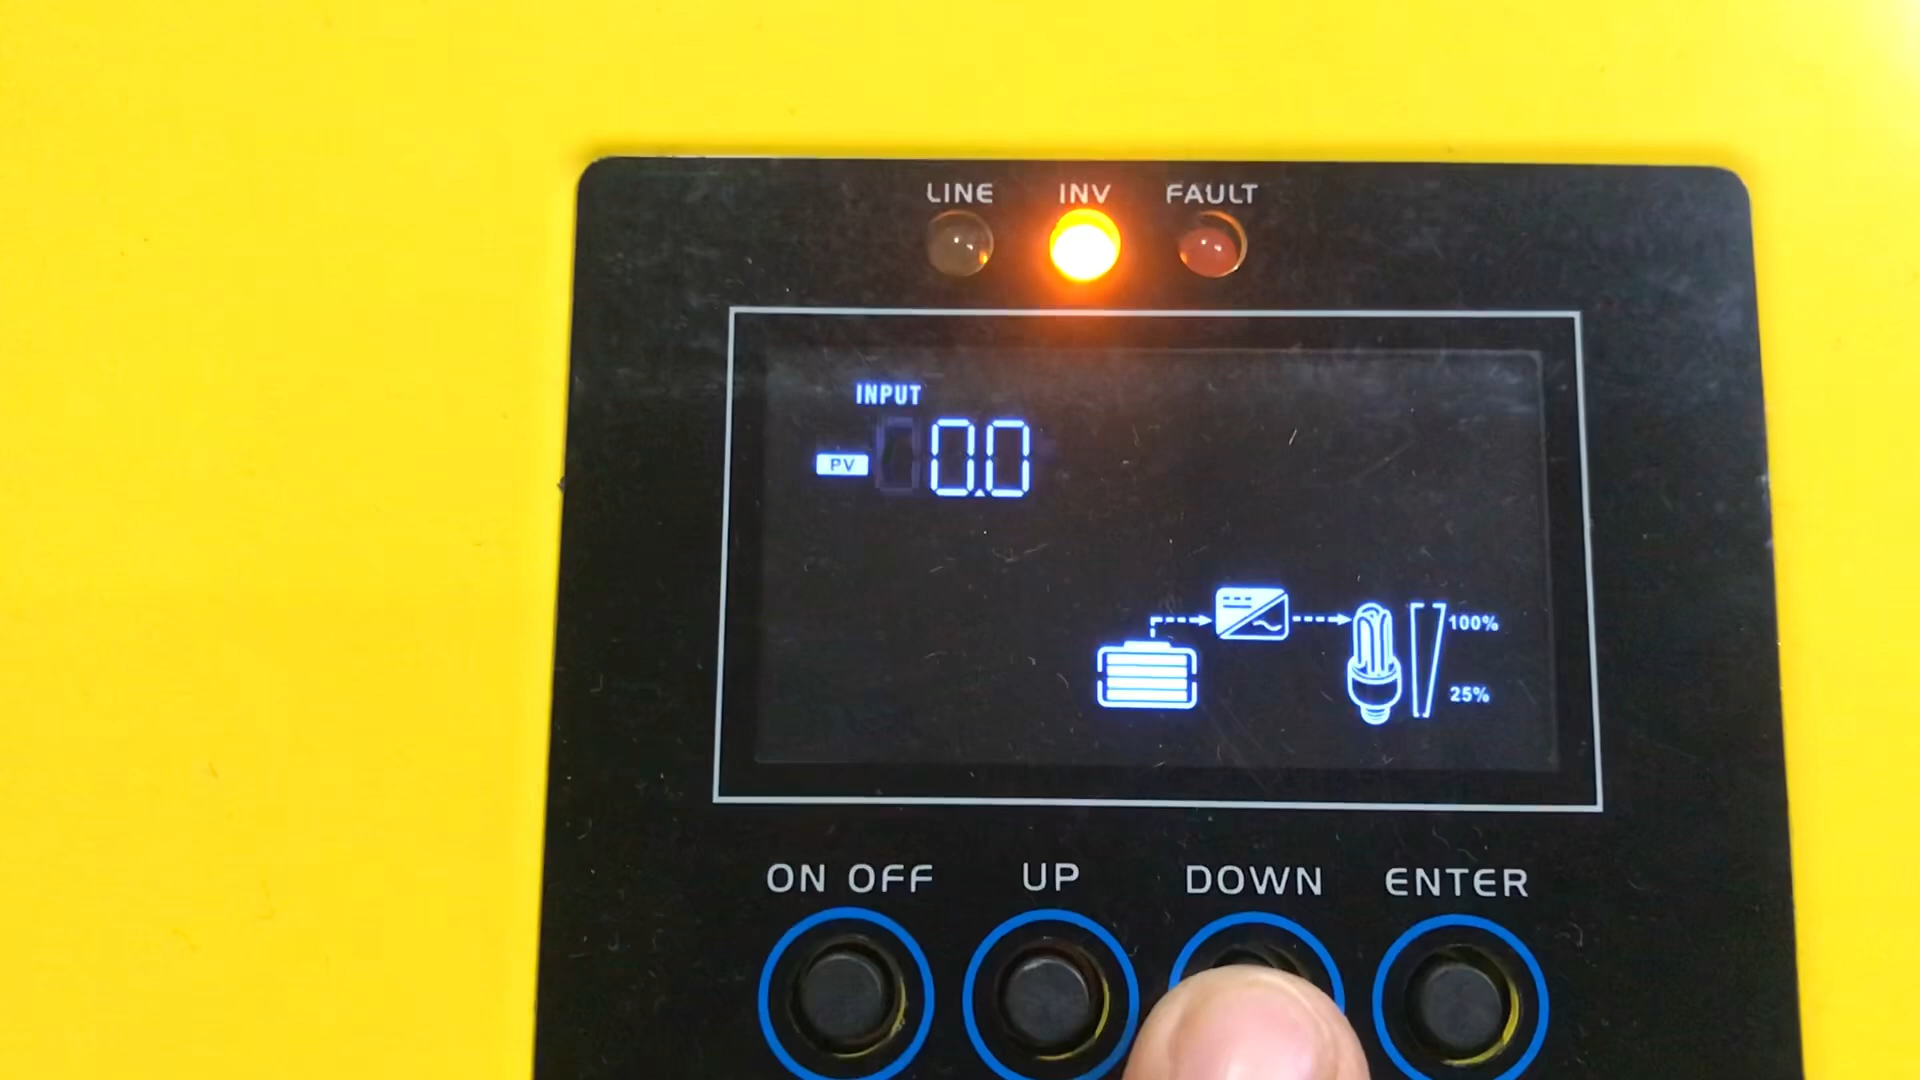 LINE INV FAULT
INPUT
PV 0.0
100%
25%
ON OFF UP DOWN ENTER